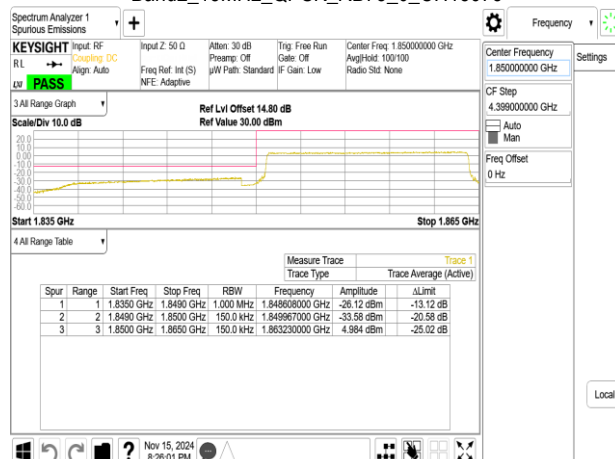 Spectrum Analyzer 1
Spurious Emissions
Frequency
KEYSIGHT
Input: RF
Coupling: DC
Align: Auto
Input Z: 50 Ω
Freq Ref: Int (S)
NFE: Adaptive
Atten: 30 dB
Preamp: Off
µW Path: Standard
Trig: Free Run
Gate: Off
IF Gain: Low
Center Freq: 1.850000000 GHz
Avg|Hold: 100/100
Radio Std: None
RL
PASS
Center Frequency
1.850000000 GHz
Settings
CF Step
4.399000000 GHz
Auto
Man
Freq Offset
0 Hz
3 All Range Graph
Scale/Div 10.0 dB
Ref Lvl Offset 14.80 dB
Ref Value 30.00 dBm
20.0
10.0
0.00
-10.0
-20.0
-30.0
-40.0
-50.0
-60.0
Start 1.835 GHz
Stop 1.865 GHz
4 All Range Table
Measure Trace Trace 1
Trace Type Trace Average (Active)
Spur Range Start Freq Stop Freq RBW Frequency Amplitude ΔLimit
1 1 1.8350 GHz 1.8490 GHz 1.000 MHz 1.848608000 GHz -26.12 dBm -13.12 dB
2 2 1.8490 GHz 1.8500 GHz 150.0 kHz 1.849967000 GHz -33.58 dBm -20.58 dB
3 3 1.8500 GHz 1.8650 GHz 150.0 kHz 1.863230000 GHz 4.984 dBm -25.02 dB
Local
Nov 15, 2024
8:26:01 PM